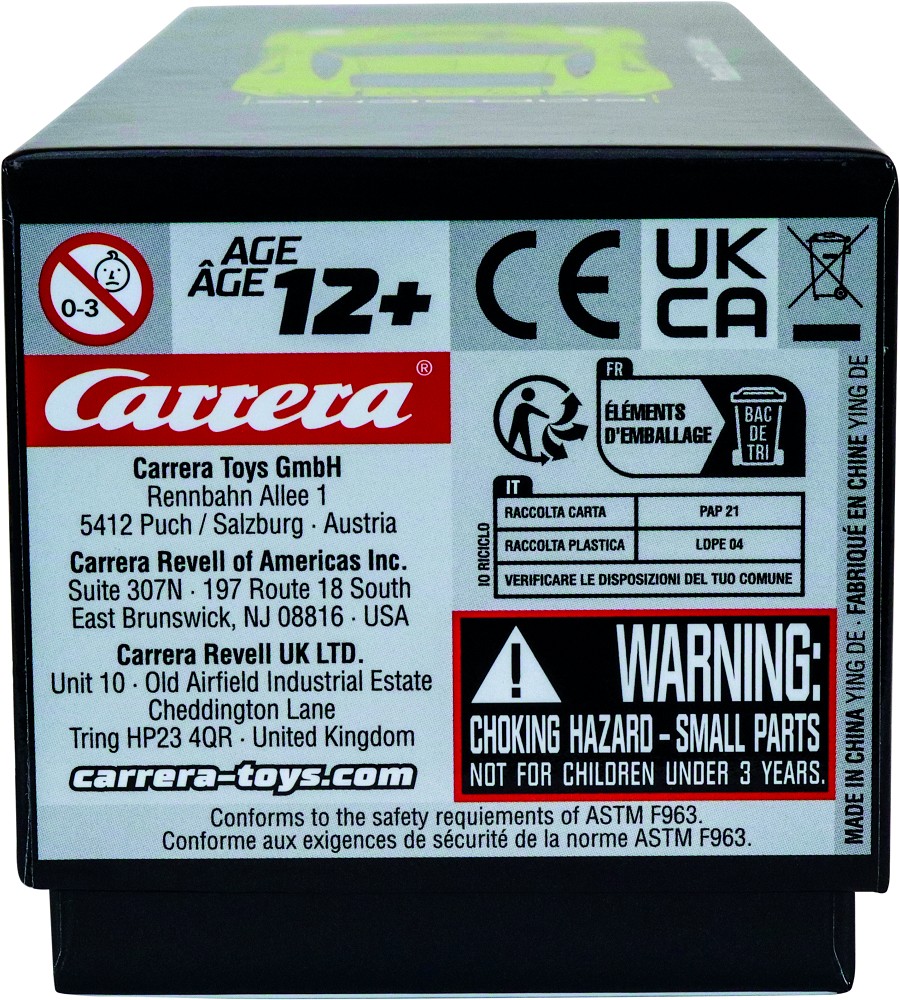 0-3
AGE
ÂGE 12+
CE
UK
CA
Carrera®
Carrera Toys GmbH
Rennbahn Allee 1
5412 Puch / Salzburg · Austria
Carrera Revell of Americas Inc.
Suite 307N · 197 Route 18 South
East Brunswick, NJ 08816 · USA
Carrera Revell UK LTD.
Unit 10 · Old Airfield Industrial Estate
Cheddington Lane
Tring HP23 4QR · United Kingdom
carrera-toys.com
FR
ÉLÉMENTS
D'EMBALLAGE
BAC
DE
TRI
IT
IO RICICLO
RACCOLTA CARTA PAP 21
RACCOLTA PLASTICA LDPE 04
VERIFICARE LE DISPOSIZIONI DEL TUO COMUNE
WARNING:
CHOKING HAZARD – SMALL PARTS
NOT FOR CHILDREN UNDER 3 YEARS.
MADE IN CHINA YING DE · FABRIQUÉ EN CHINE YING DE
Conforms to the safety requiements of ASTM F963.
Conforme aux exigences de sécurité de la norme ASTM F963.